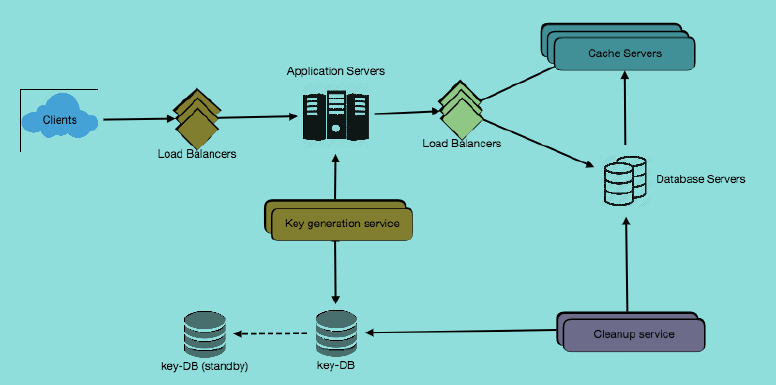 Cache Servers
Application Servers
Clients
Load Balancers
Load Balancers
Database Servers
Key generation service
Cleanup service
key-DB (standby)
key-DB